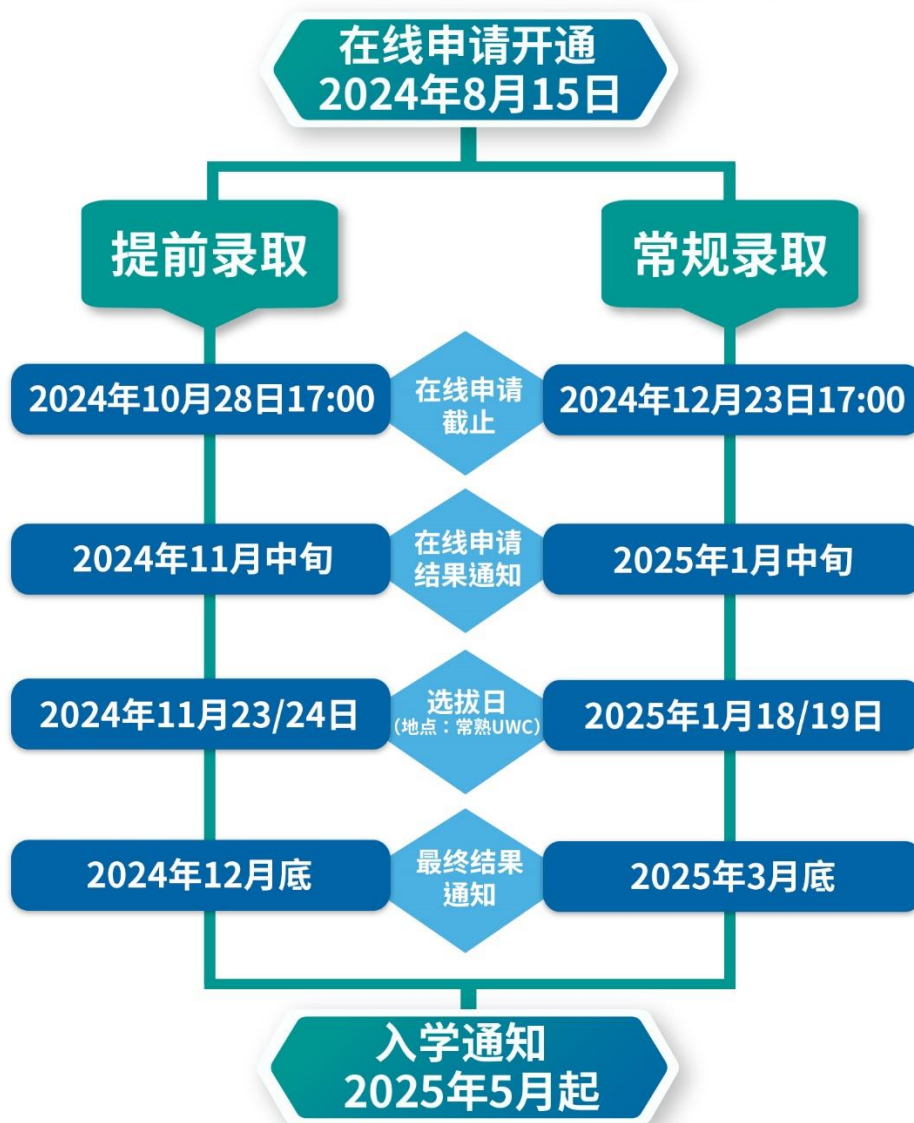 在线申请开通
2024年8月15日
提前录取
常规录取
2024年10月28日17:00
在线申请
截止
2024年12月23日17:00
2024年11月中旬
在线申请
结果通知
2025年1月中旬
2024年11月23/24日
选拔日
(地点：常熟UWC)
2025年1月18/19日
2024年12月底
最终结果
通知
2025年3月底
入学通知
2025年5月起